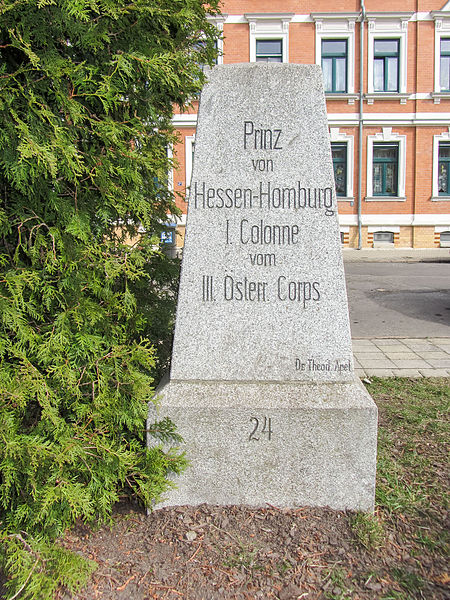 Prinz
von
Hessen-Homburg
I. Colonne
vom
III. Österr. Corps
Dr. Theod. Apel
24